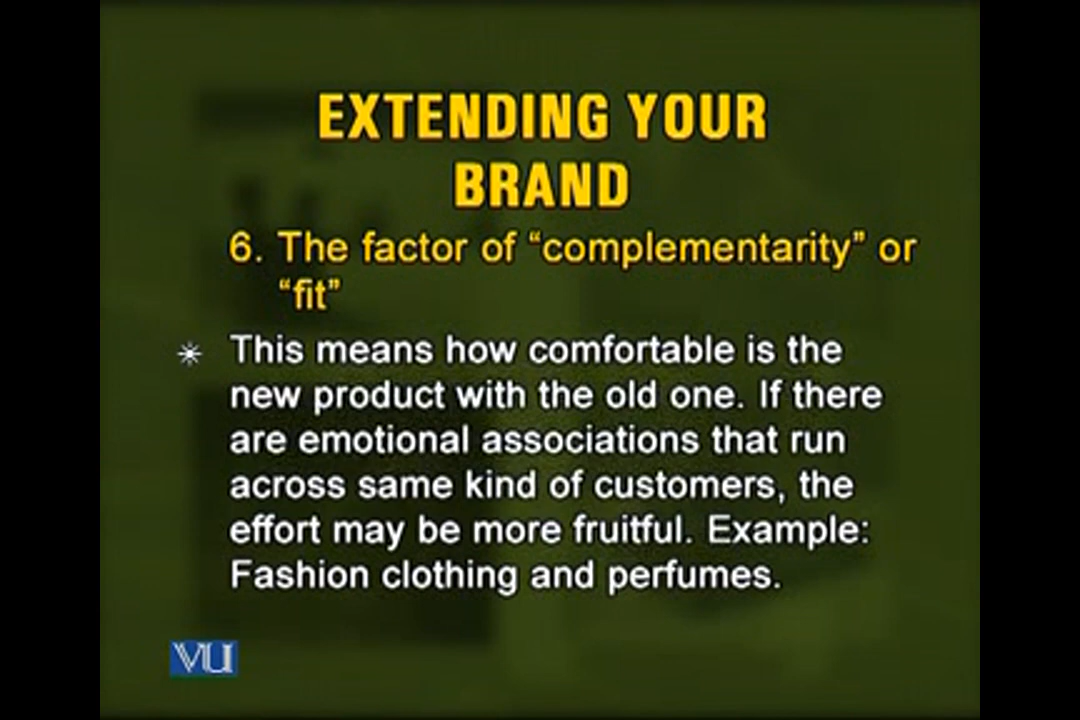 EXTENDING YOUR
BRAND
6. The factor of “complementarity” or
“fit”
This means how comfortable is the
new product with the old one. If there
are emotional associations that run
across same kind of customers, the
effort may be more fruitful. Example:
Fashion clothing and perfumes.
VU